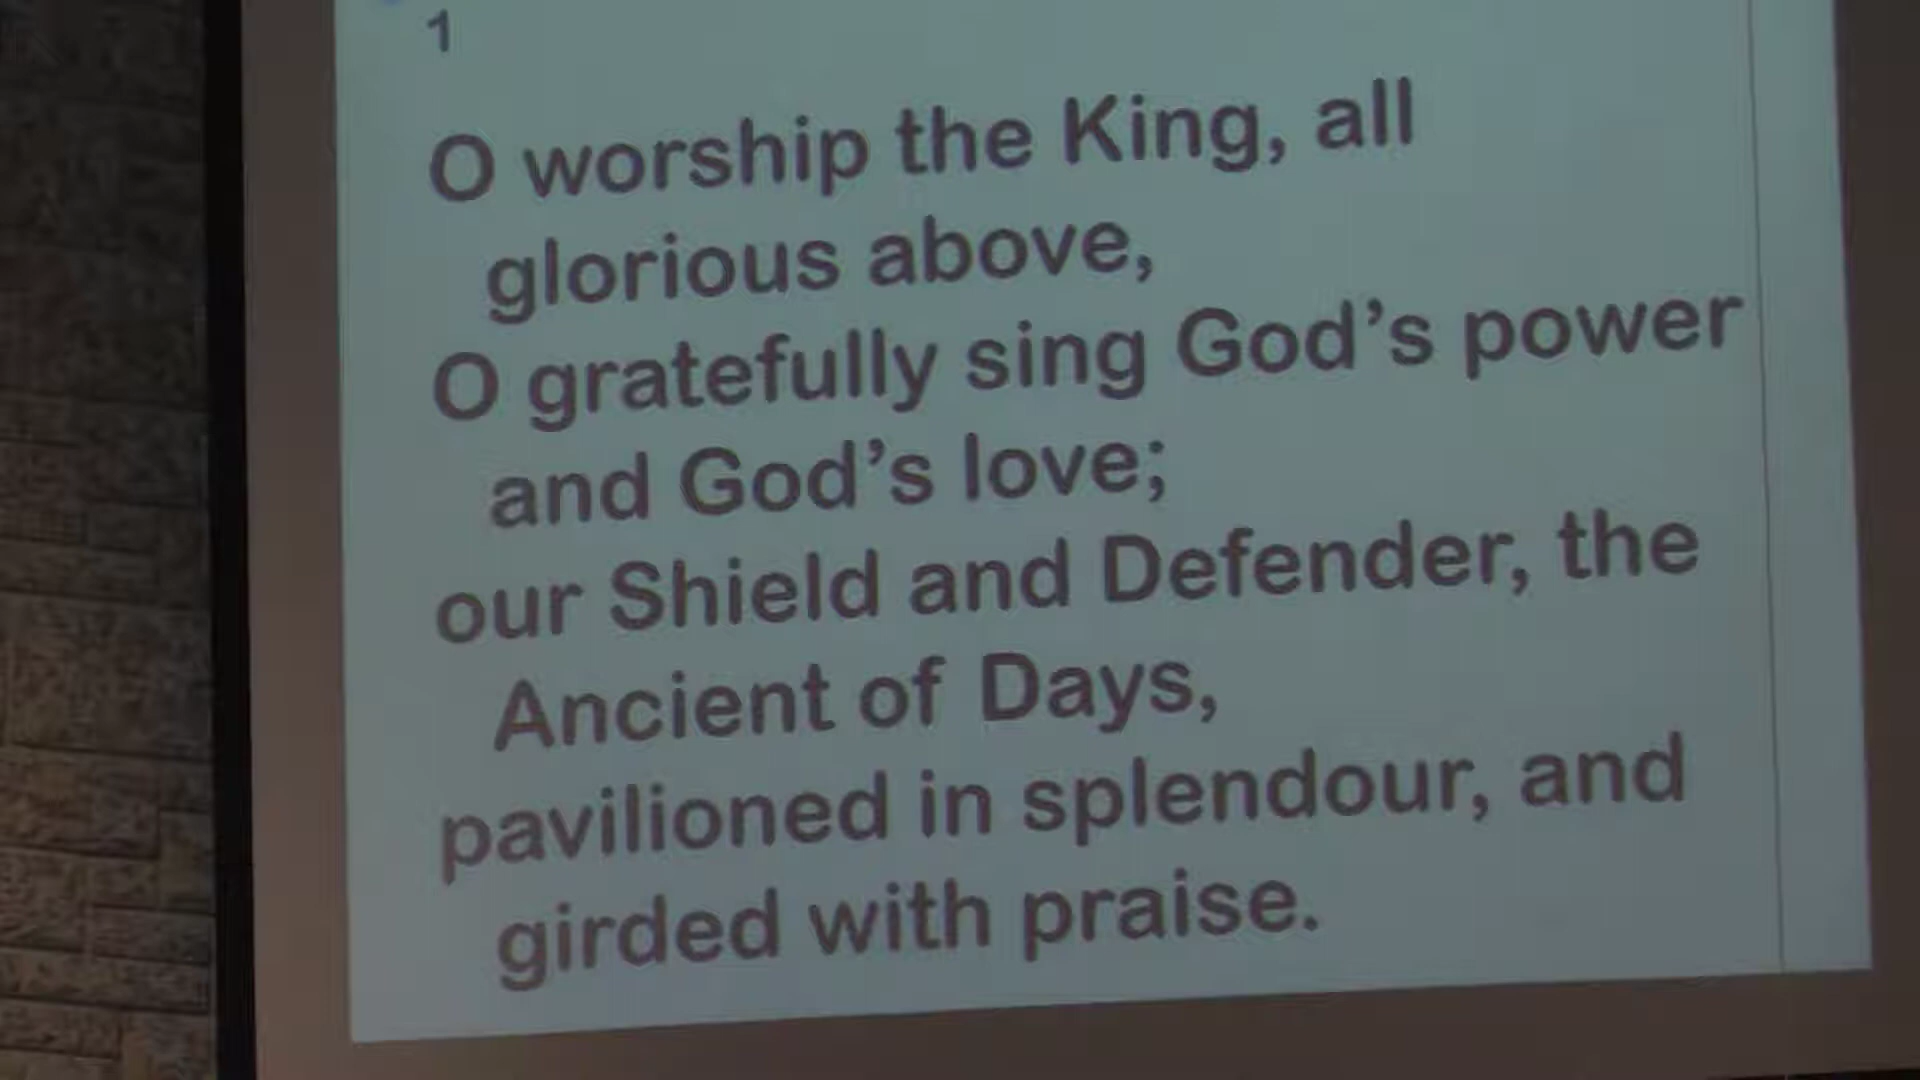 1
O worship the King, all
glorious above,
O gratefully sing God’s power
and God’s love;
our Shield and Defender, the
Ancient of Days,
pavilioned in splendour, and
girded with praise.